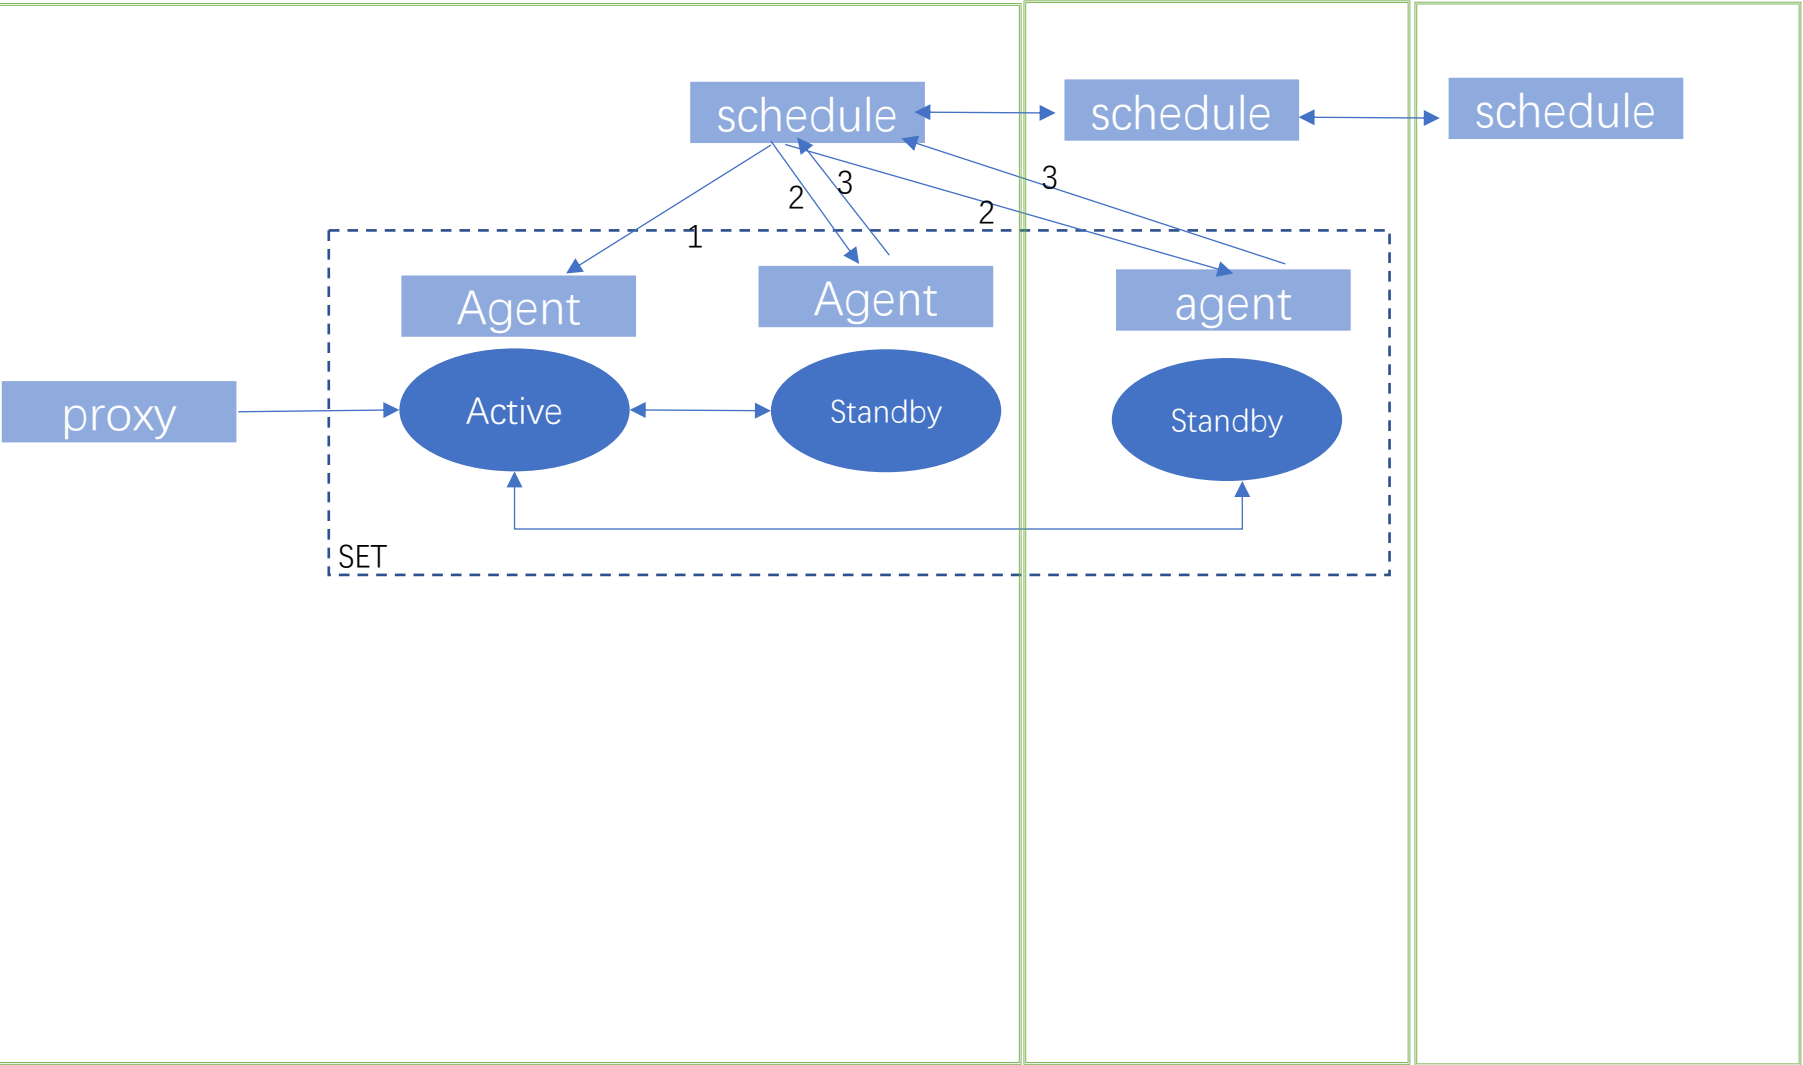 schedule
schedule
schedule
3
3
2
2
1
Agent
Agent
agent
proxy
Active
Standby
Standby
SET